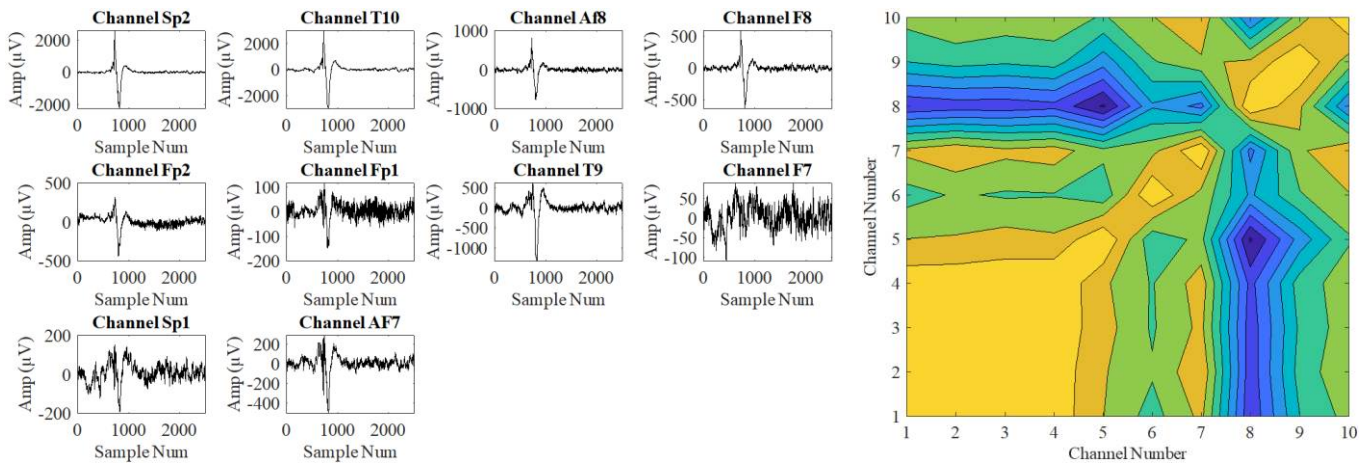 Channel Sp2
Amp (µV)
2000
0
-2000
0 1000 2000
Sample Num
Channel T10
Amp (µV)
2000
0
-2000
0 1000 2000
Sample Num
Channel Af8
Amp (µV)
1000
0
-1000
0 1000 2000
Sample Num
Channel F8
Amp (µV)
500
0
-500
0 1000 2000
Sample Num
Channel Fp2
Amp (µV)
500
0
-500
0 1000 2000
Sample Num
Channel Fp1
Amp (µV)
100
0
-100
-200
0 1000 2000
Sample Num
Channel T9
Amp (µV)
0
-500
-1000
0 1000 2000
Sample Num
Channel F7
Amp (µV)
50
0
-50
-100
0 1000 2000
Sample Num
Channel Sp1
Amp (µV)
200
0
-200
0 1000 2000
Sample Num
Channel AF7
Amp (µV)
200
0
-200
-400
0 1000 2000
Sample Num
Channel Number
10
9
8
7
6
5
4
3
2
1
1 2 3 4 5 6 7 8 9 10
Channel Number